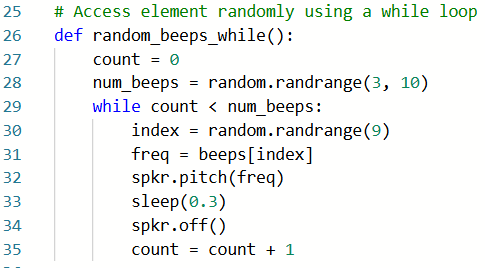 25 # Access element randomly using a while loop
26 def random_beeps_while():
27     count = 0
28     num_beeps = random.randrange(3, 10)
29     while count < num_beeps:
30         index = random.randrange(9)
31         freq = beeps[index]
32         spkr.pitch(freq)
33         sleep(0.3)
34         spkr.off()
35         count = count + 1